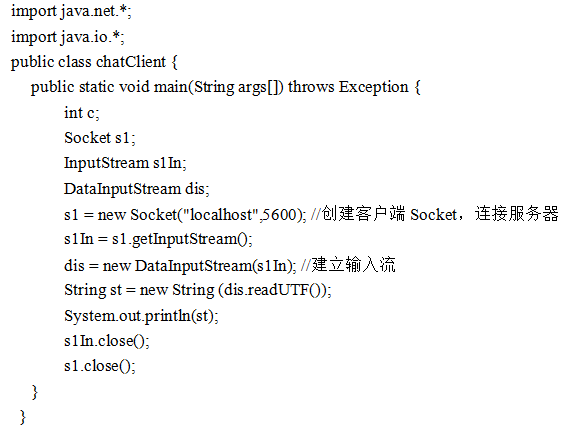 import java.net.*;
import java.io.*;
public class chatClient {
public static void main(String args[]) throws Exception {
int c;
Socket s1;
InputStream s1In;
DataInputStream dis;
s1 = new Socket("localhost",5600); //创建客户端 Socket，连接服务器
s1In = s1.getInputStream();
dis = new DataInputStream(s1In); //建立输入流
String st = new String (dis.readUTF());
System.out.println(st);
s1In.close();
s1.close();
}
}